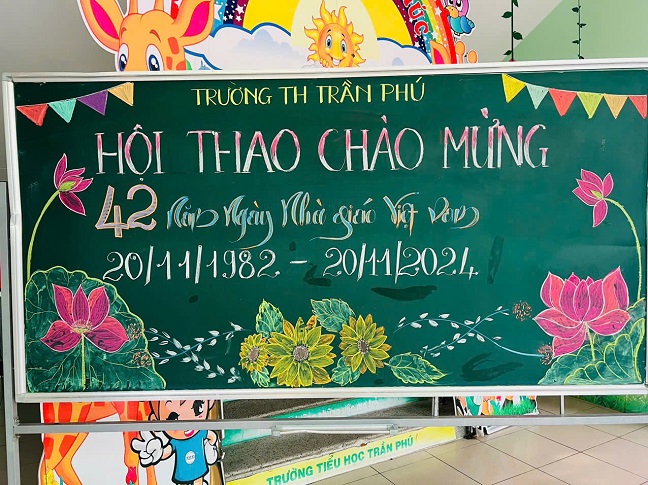 TRƯỜNG TH TRẦN PHÚ
HỘI THAO CHÀO MỪNG
42 Năm Ngày Nhà giáo Việt Nam
20/11/1982 - 20/11/2024
TRƯỜNG TIỂU HỌC TRẦN PHÚ